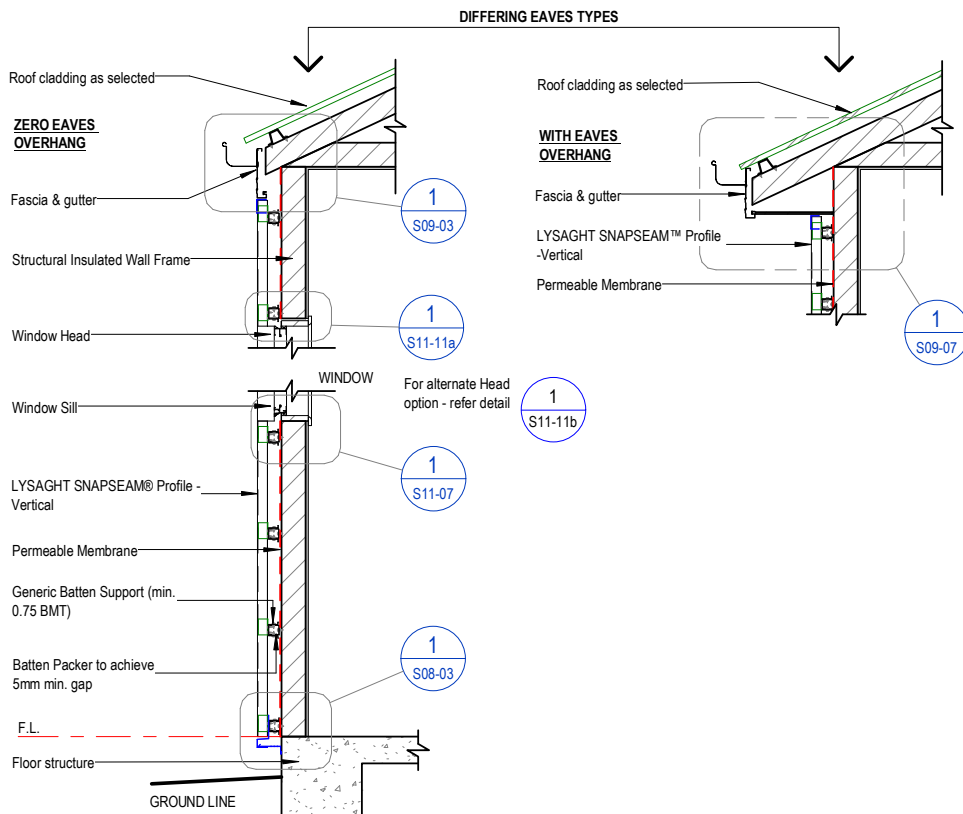 DIFFERING EAVES TYPES
Roof cladding as selected
ZERO EAVES
OVERHANG
Fascia & gutter
1
S09-03
Structural Insulated Wall Frame
1
S11-11a
Window Head
Roof cladding as selected
WITH EAVES
OVERHANG
Fascia & gutter
LYSAGHT SNAPSEAM™ Profile
-Vertical
Permeable Membrane
1
S09-07
WINDOW
For alternate Head
option - refer detail
1
S11-11b
Window Sill
1
S11-07
LYSAGHT SNAPSEAM® Profile -
Vertical
Permeable Membrane
Generic Batten Support (min.
0.75 BMT)
Batten Packer to achieve
5mm min. gap
1
S08-03
F.L.
Floor structure
GROUND LINE